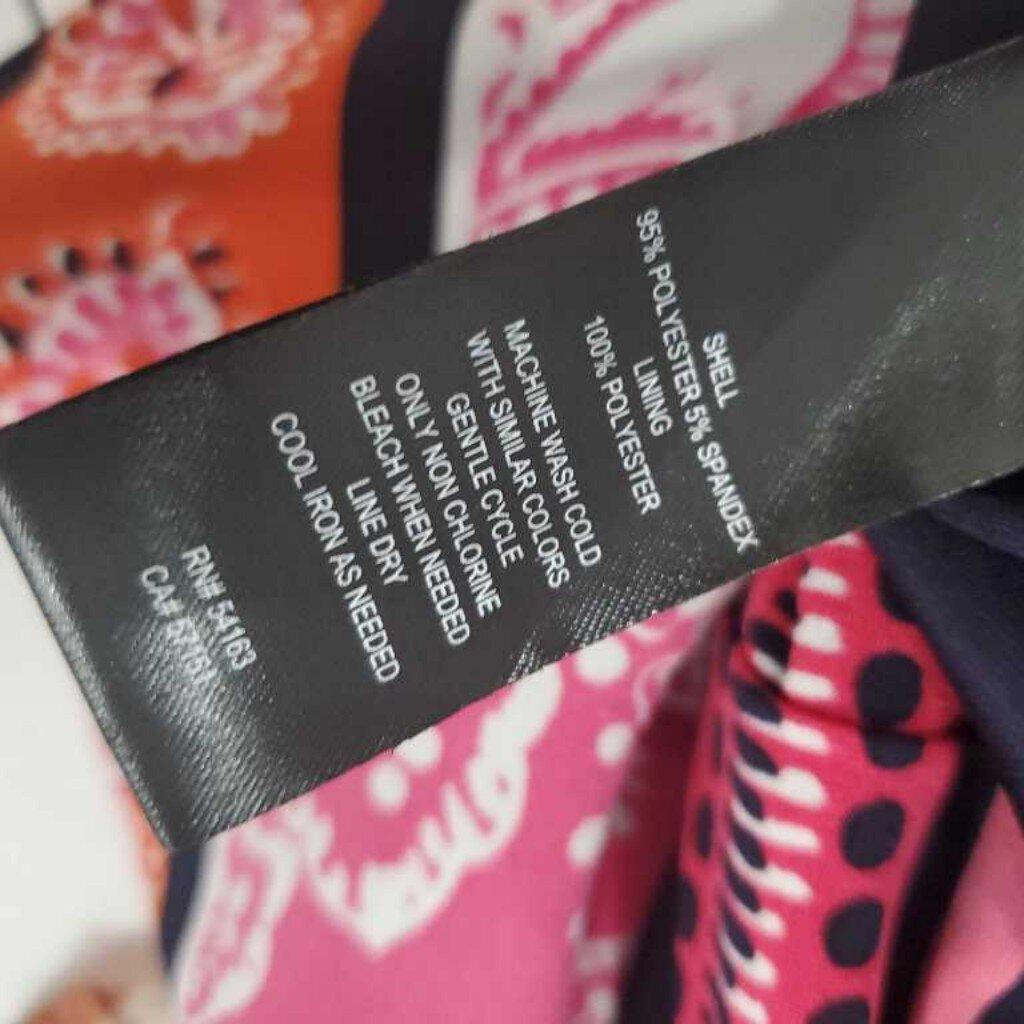 SHELL
95% POLYESTER 5% SPANDEX
LINING
100% POLYESTER
MACHINE WASH COLD
WITH SIMILAR COLORS
GENTLE CYCLE
ONLY NON CHLORINE
BLEACH WHEN NEEDED
LINE DRY
COOL IRON AS NEEDED
RN# 54163
CA#